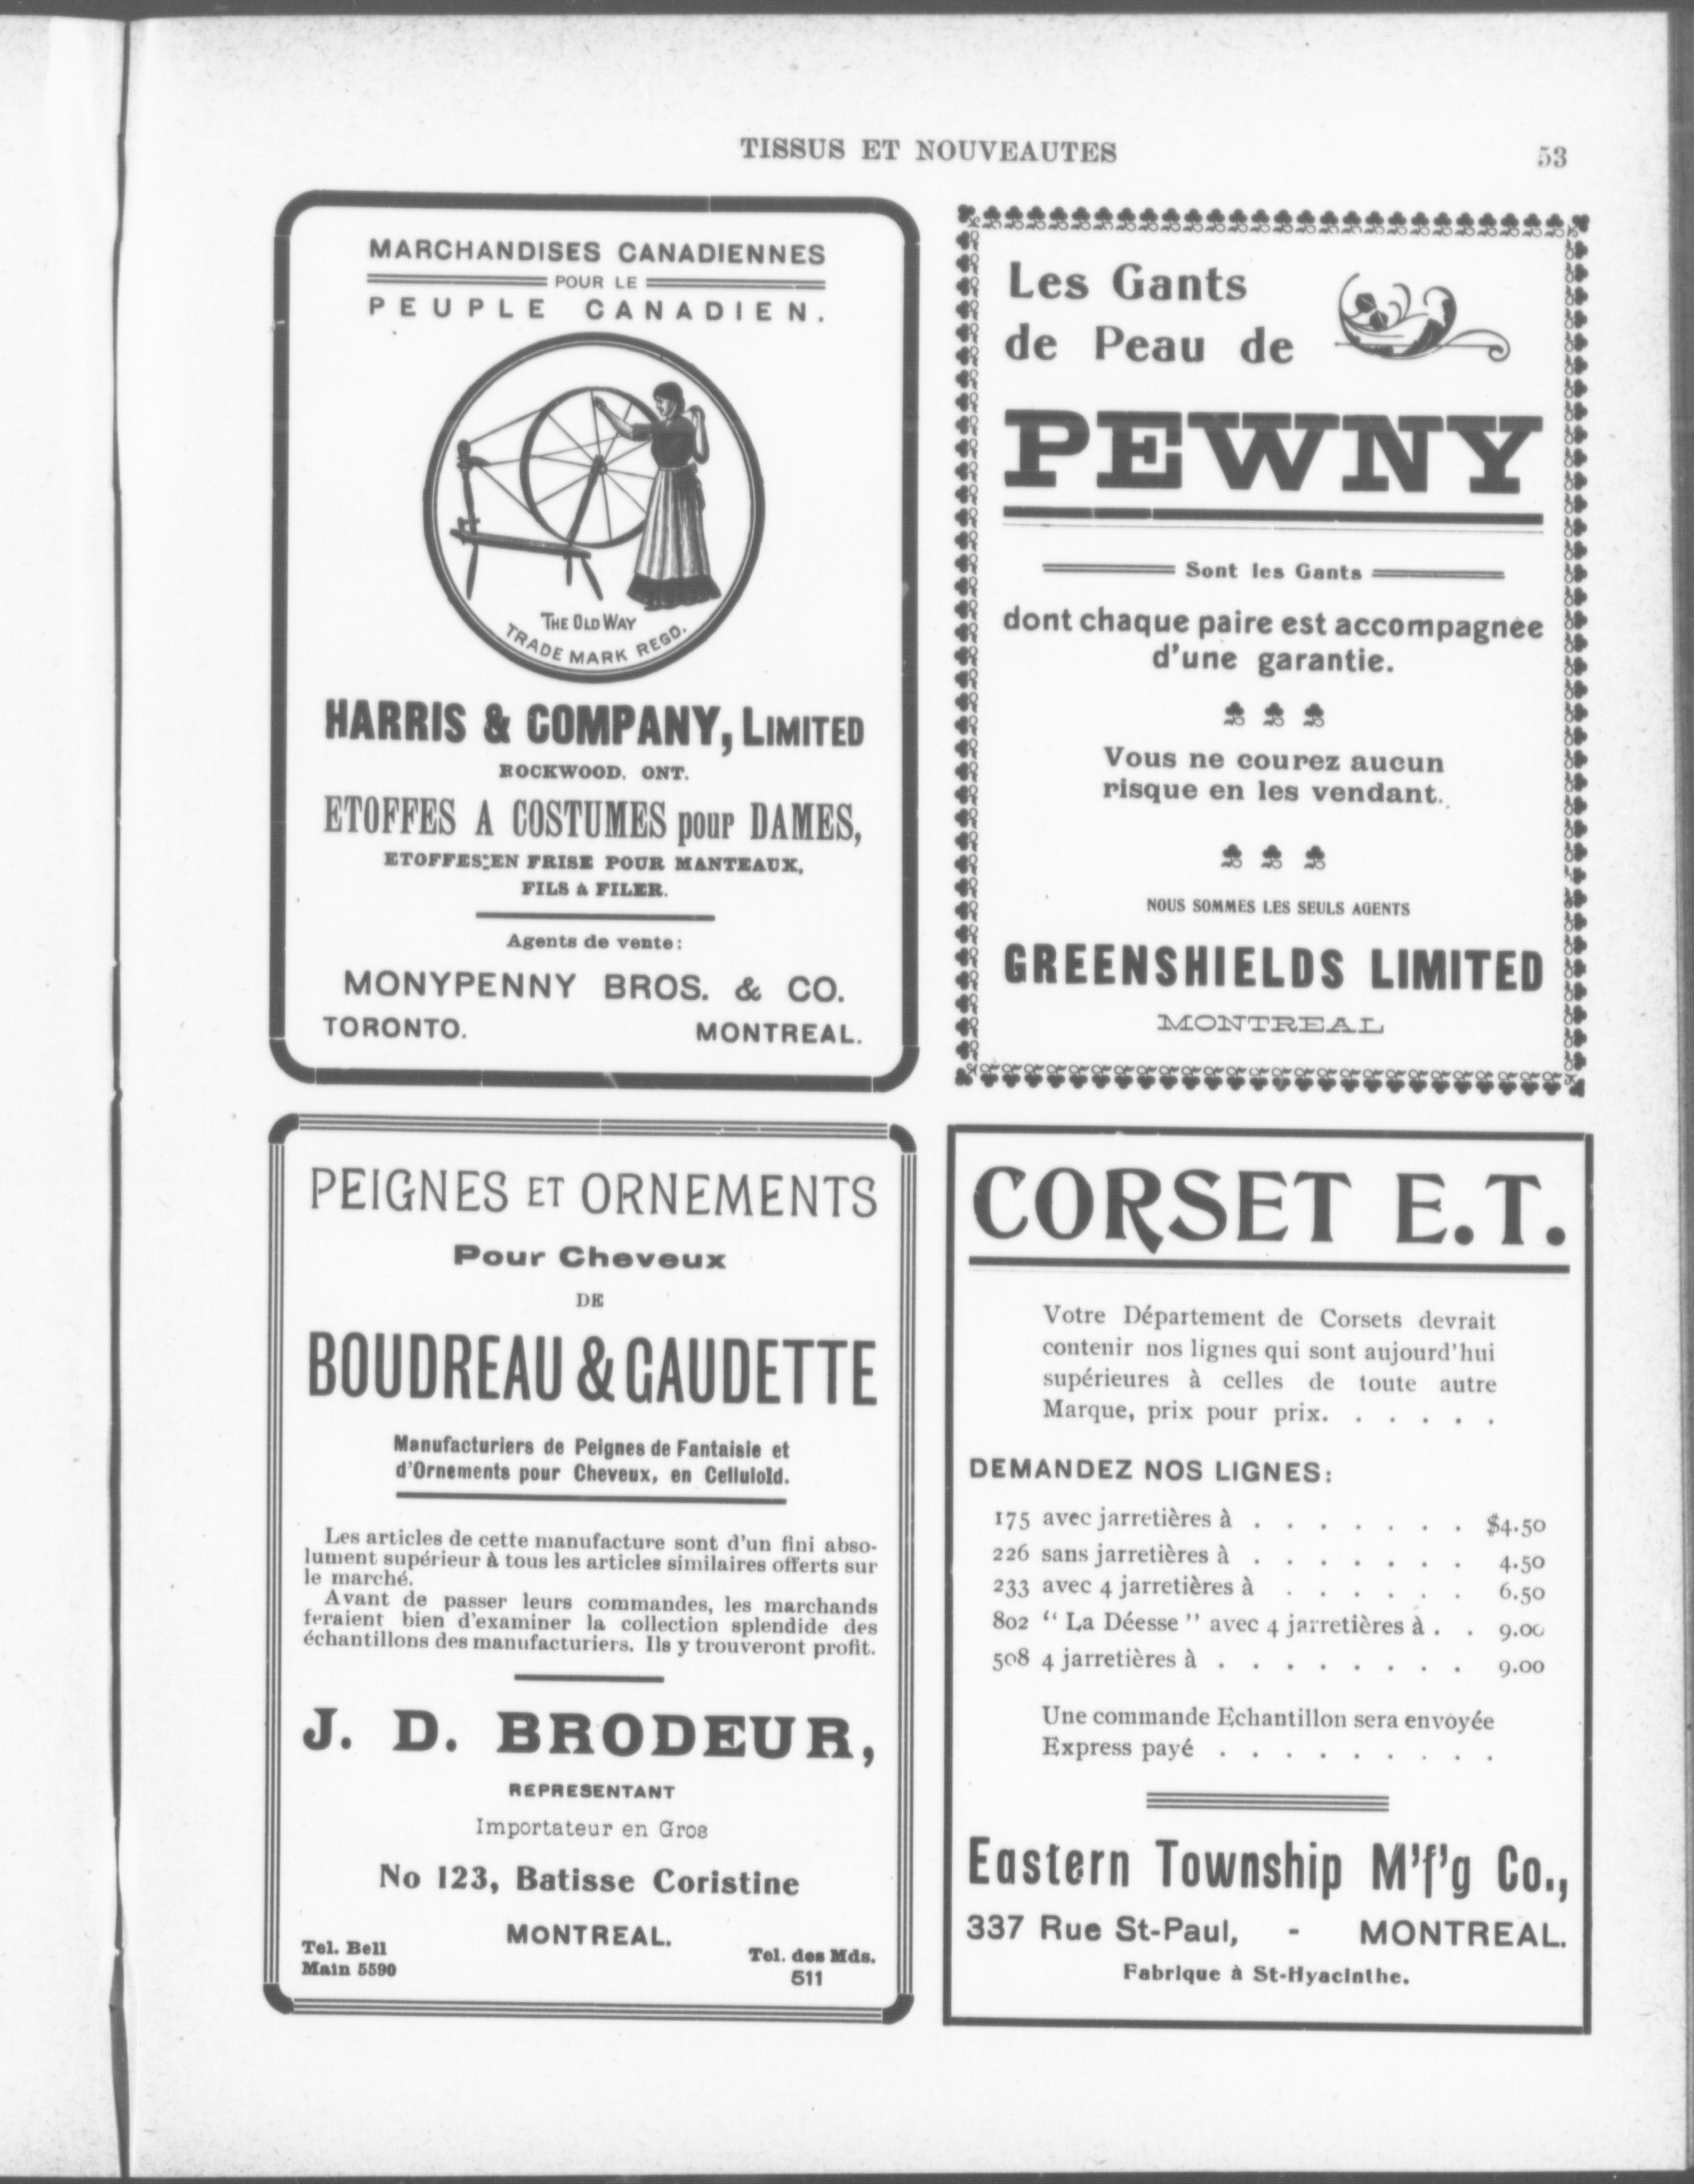 TISSUS ET NOUVEAUTES
53
MARCHANDISES CANADIENNES
POUR LE
PEUPLE CANADIEN.
THE OLD WAY
TRADE MARK REGD.
HARRIS & COMPANY, LIMITED
ROCKWOOD, ONT.
ETOFFES A COSTUMES pour DAMES,
ETOFFES EN FRISE POUR MANTEAUX,
FILS A FILER.
Agents de vente:
MONYPENNY BROS. & CO.
TORONTO. MONTREAL.
Les Gants
de Peau de
PEWNY
Sont les Gants
dont chaque paire est accompagnée
d'une garantie.
Vous ne courez aucun
risque en les vendant.
NOUS SOMMES LES SEULS AGENTS
GREENSHIELDS LIMITED
MONTREAL
PEIGNES ET ORNEMENTS
Pour Cheveux
DE
BOUDREAU & GAUDETTE
Manufacturiers de Peignes de Fantaisie et
d'Ornements pour Cheveux, en Celluloïd.
Les articles de cette manufacture sont d'un fini abso-
lument supérieur à tous les articles similaires offerts sur
le marché.
Avant de passer leurs commandes, les marchands
feraient bien d'examiner la collection splendide des
échantillons des manufacturiers. Ils y trouveront profit.
J. D. BRODEUR,
REPRESENTANT
Importateur en Gros
No 123, Batisse Coristine
MONTREAL.
Tel. Bell
Main 5590
Tel. des Mds.
511
CORSET E.T.
Votre Département de Corsets devrait
contenir nos lignes qui sont aujourd'hui
supérieures à celles de toute autre
Marque, prix pour prix. . . . . .
DEMANDEZ NOS LIGNES:
175 avec jarretières à . . . . . . . $4.50
226 sans jarretières à . . . . . . . 4.50
233 avec 4 jarretières à . . . . . . 6.50
802 " La Déesse " avec 4 jarretières à . . 9.00
508 4 jarretières à . . . . . . . . 9.00
Une commande Echantillon sera envoyée
Express payé . . . . . . . . .
Eastern Township M'f'g Co.,
337 Rue St-Paul, - MONTREAL.
Fabrique à St-Hyacinthe.